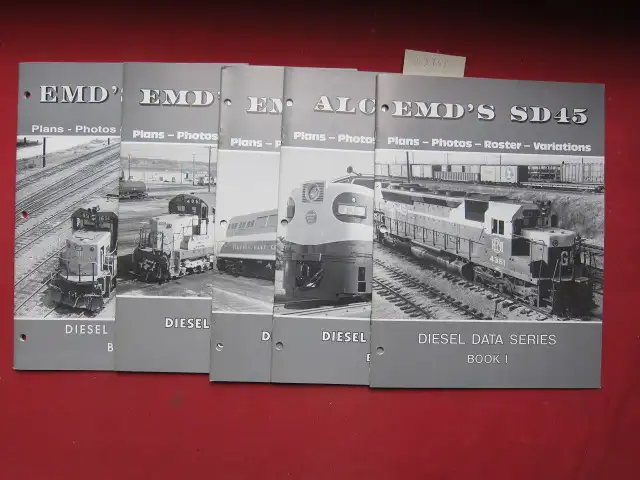 EMD'S
Plans - Photos
DIESEL
B
EMD'
Plans - Photos
DIESEL
EM
Plans - P
D
ALC
Plans - Photos
DIESEL
B
EMD'S SD45
Plans - Photos - Roster - Variations
4381
G
DIESEL DATA SERIES
BOOK I